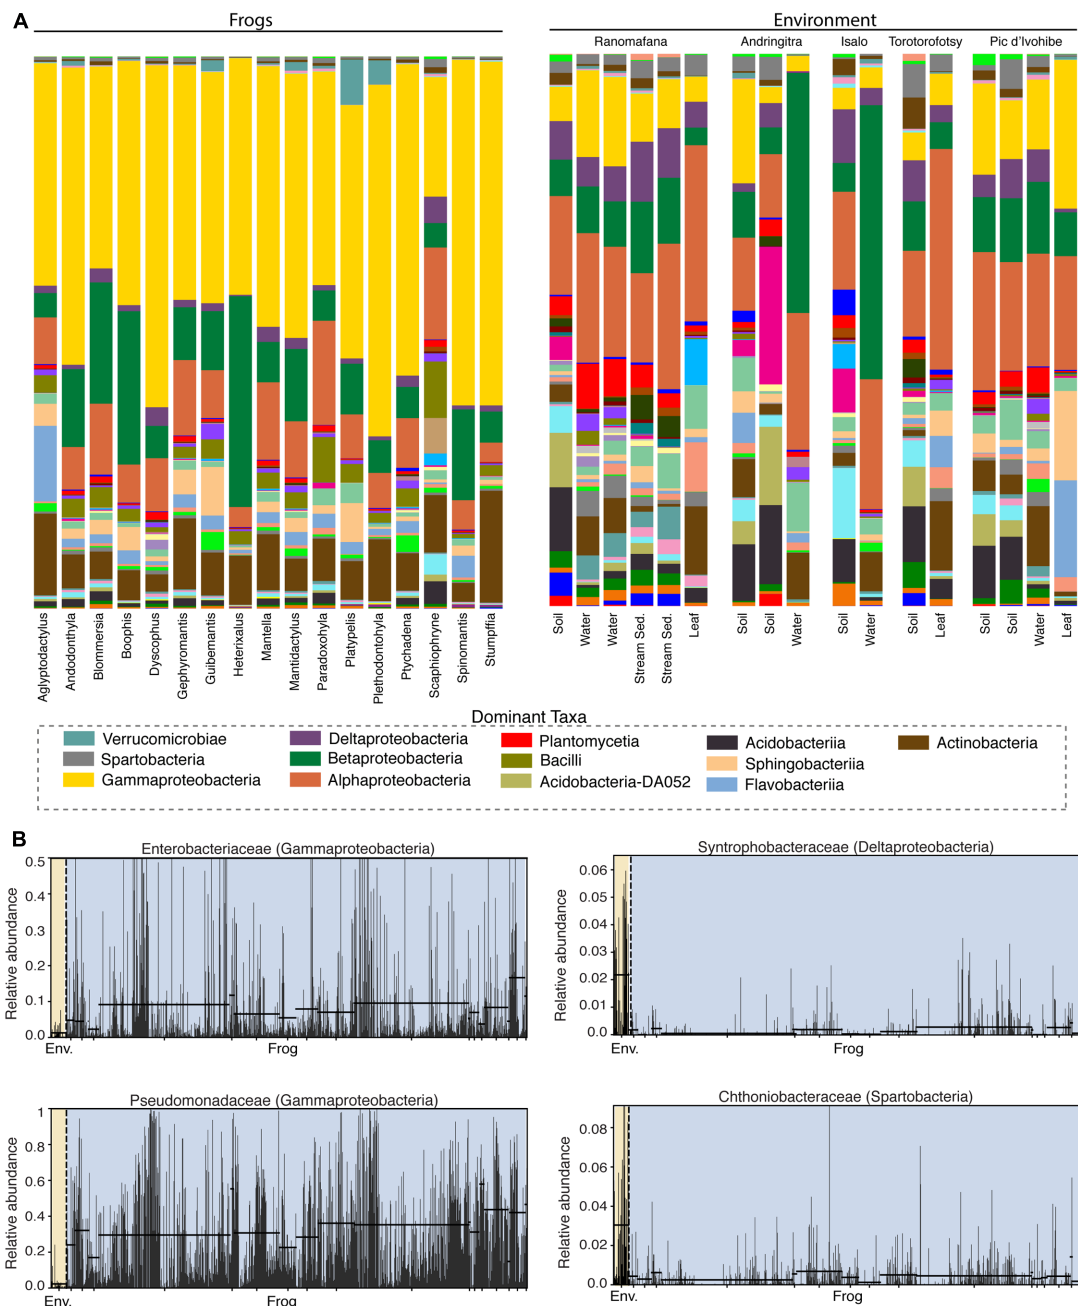 A
Frogs
Environment
Ranomafana
Andringitra
Isalo
Torotorofotsy
Pic d'Ivohibe
Aglyptodactylus
Andodonthyla
Blommersia
Boophis
Dyscophus
Gephyromantis
Guibemantis
Heterixalus
Mantella
Mantidactylus
Paradoxohyla
Platypelis
Plethodontohyla
Ptychadena
Scaphiophryne
Spinomantis
Stumpffia
Soil
Water
Water
Stream Sed.
Stream Sed.
Leaf
Soil
Soil
Water
Soil
Water
Soil
Leaf
Soil
Soil
Water
Leaf
Dominant Taxa
Verrucomicrobiae
Spartobacteria
Gammaproteobacteria
Deltaproteobacteria
Betaproteobacteria
Alphaproteobacteria
Plantomycetia
Bacilli
Acidobacteria-DA052
Acidobacteriia
Sphingobacteriia
Flavobacteriia
Actinobacteria
B
Enterobacteriaceae (Gammaproteobacteria)
Relative abundance
0.5
0.4
0.3
0.2
0.1
0.0
Env.
Frog
Syntrophobacteraceae (Deltaproteobacteria)
Relative abundance
0.06
0.05
0.04
0.03
0.02
0.01
0.0
Env.
Frog
Pseudomonadaceae (Gammaproteobacteria)
Relative abundance
1
0.8
0.6
0.4
0.2
0.0
Env.
Frog
Chthoniobacteraceae (Spartobacteria)
Relative abundance
0.08
0.06
0.04
0.02
0.0
Env.
Frog